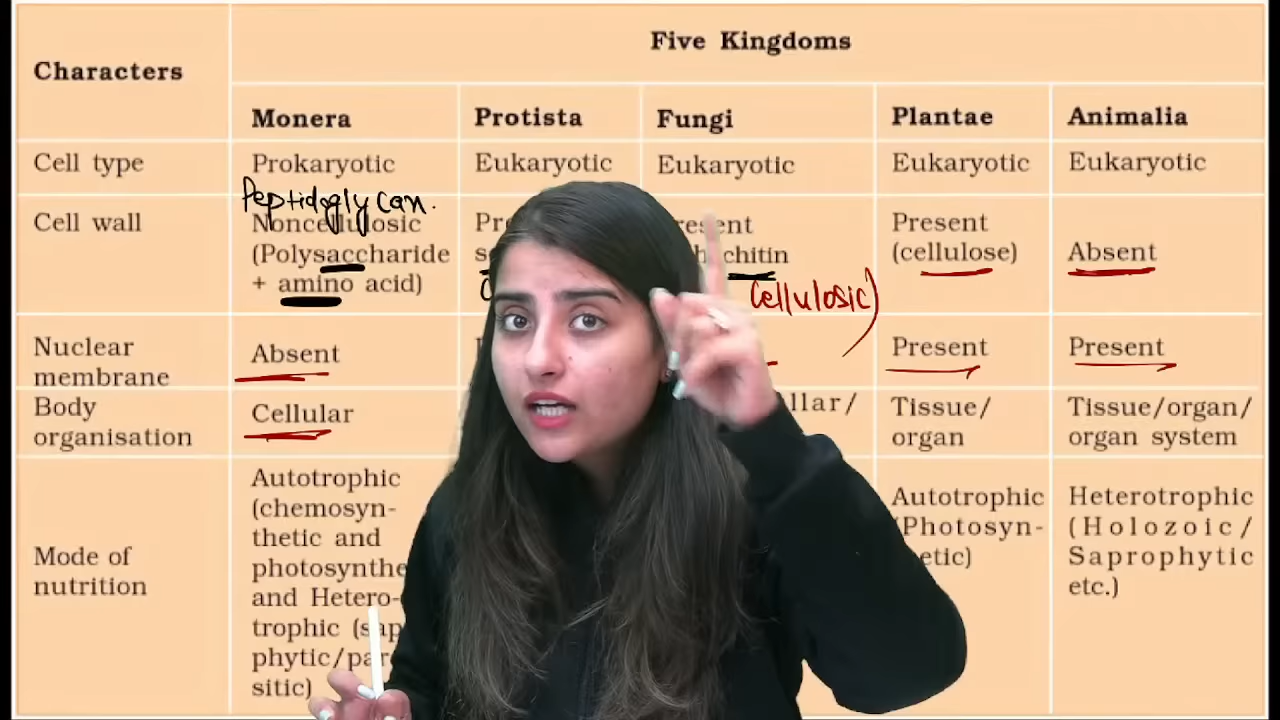 Characters
Five Kingdoms
Monera
Protista
Fungi
Plantae
Animalia
Cell type
Prokaryotic
Eukaryotic
Eukaryotic
Eukaryotic
Eukaryotic
Cell wall
Peptidoglycan.
Noncellulosic
(Polysaccharide
+ amino acid)
chitin
Cellulosic)
Present
(cellulose)
Absent
Nuclear
membrane
Absent
Present
Present
Body
organisation
Cellular
Tissue/
organ
Tissue/organ/
organ system
Mode of
nutrition
Autotrophic
(chemosyn-
thetic and
and Hetero-
trophic
sitic)
Autotrophic
Heterotrophic
(Holozoic/
Saprophytic
etc.)